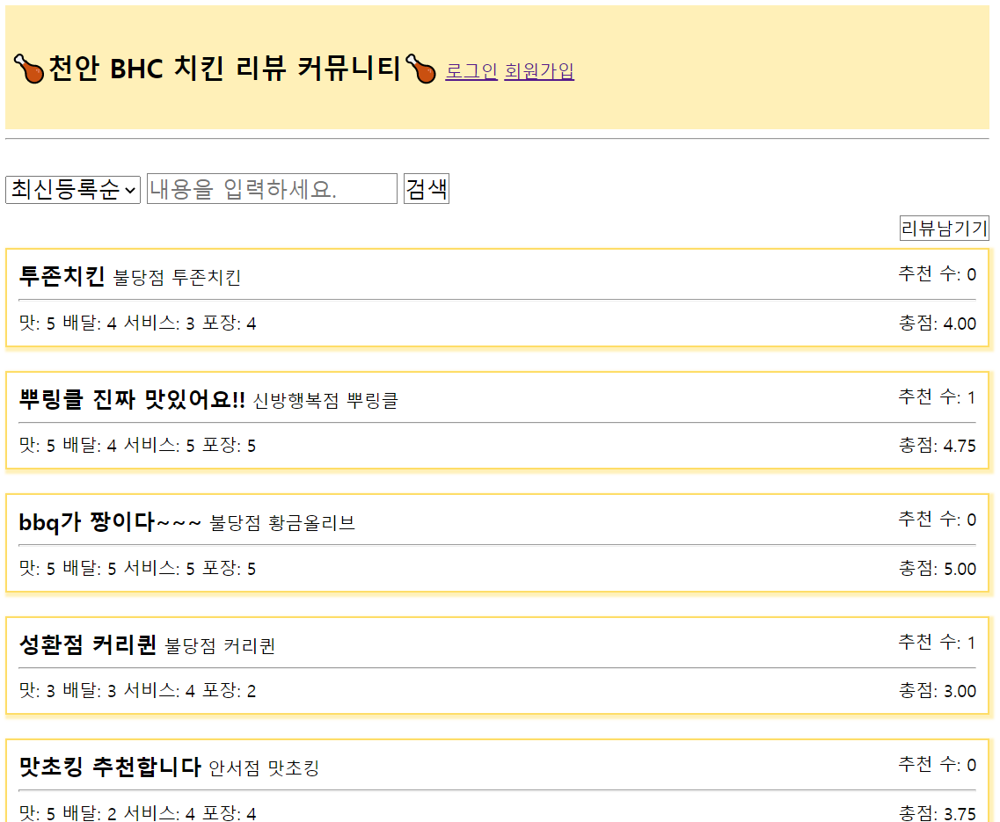 천안 BHC 치킨 리뷰 커뮤니티 로그인 회원가입
최신등록순 내용을 입력하세요. 검색
리뷰남기기
투존치킨 불당점 투존치킨 추천 수: 0
맛: 5 배달: 4 서비스: 3 포장: 4 총점: 4.00
뿌링클 진짜 맛있어요!! 신방행복점 뿌링클 추천 수: 1
맛: 5 배달: 4 서비스: 5 포장: 5 총점: 4.75
bbq가 짱이다~~~ 불당점 황금올리브 추천 수: 0
맛: 5 배달: 5 서비스: 5 포장: 5 총점: 5.00
성환점 커리퀸 불당점 커리퀸 추천 수: 1
맛: 3 배달: 3 서비스: 4 포장: 2 총점: 3.00
맛초킹 추천합니다 안서점 맛초킹 추천 수: 0
맛: 5 배달: 2 서비스: 4 포장: 4 총점: 3.75